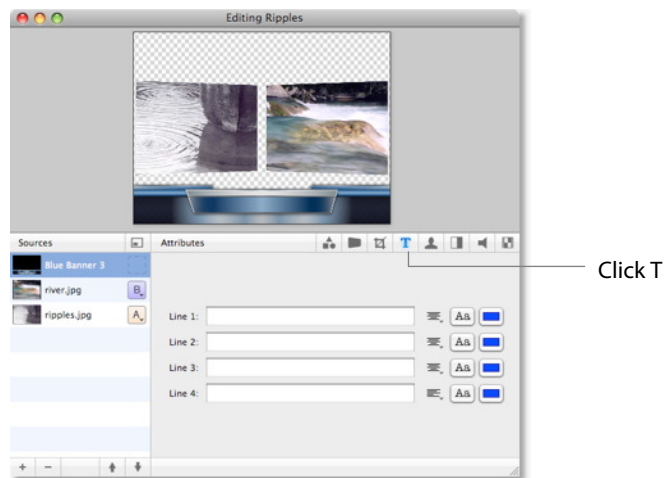 Editing Ripples
Sources
Attributes
T
Click T
Blue Banner 3
river.jpg
B
ripples.jpg
A
Line 1:
Aa
Line 2:
Aa
Line 3:
Aa
Line 4:
Aa